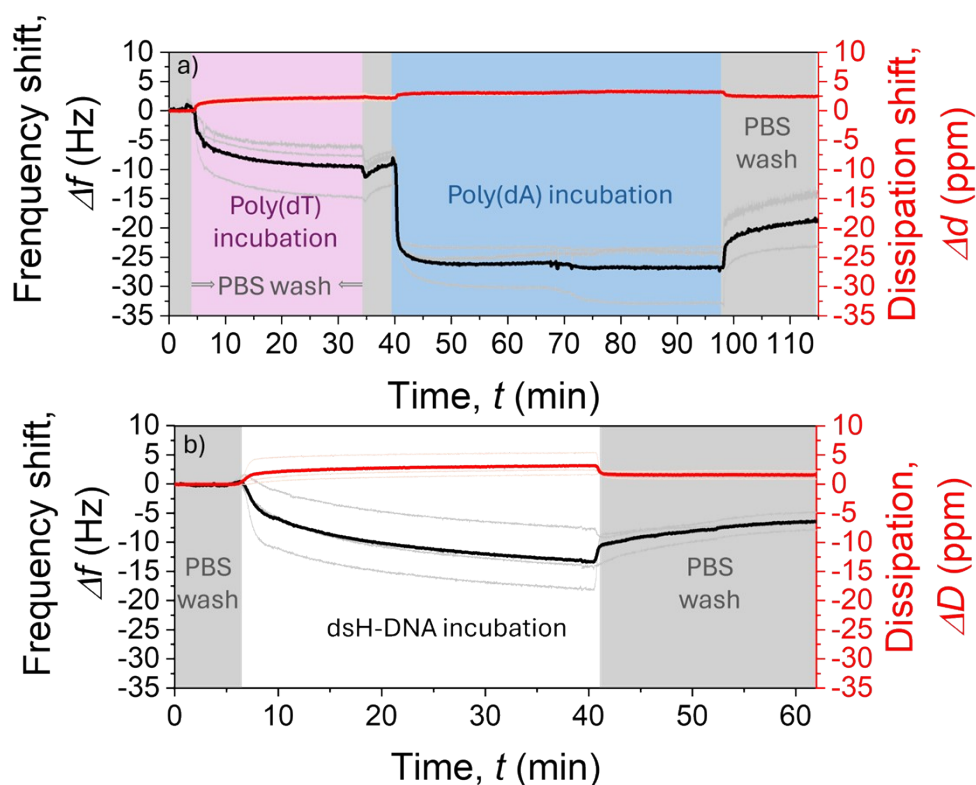 Frenquency shift,
Δf (Hz)
10
5
0
-5
-10
-15
-20
-25
-30
-35
a)
Poly(dT)
incubation
⇒PBS wash⇐
Poly(dA) incubation
PBS
wash
10
5
0
-5
-10
-15
-20
-25
-30
-35
Dissipation shift,
Δd (ppm)
0 10 20 30 40 50 60 70 80 90 100 110
Time, t (min)
Frequency shift,
Δf (Hz)
10
5
0
-5
-10
-15
-20
-25
-30
-35
b)
PBS
wash
dsH-DNA incubation
PBS
wash
10
5
0
-5
-10
-15
-20
-25
-30
-35
Dissipation,
ΔD (ppm)
0 10 20 30 40 50 60
Time, t (min)